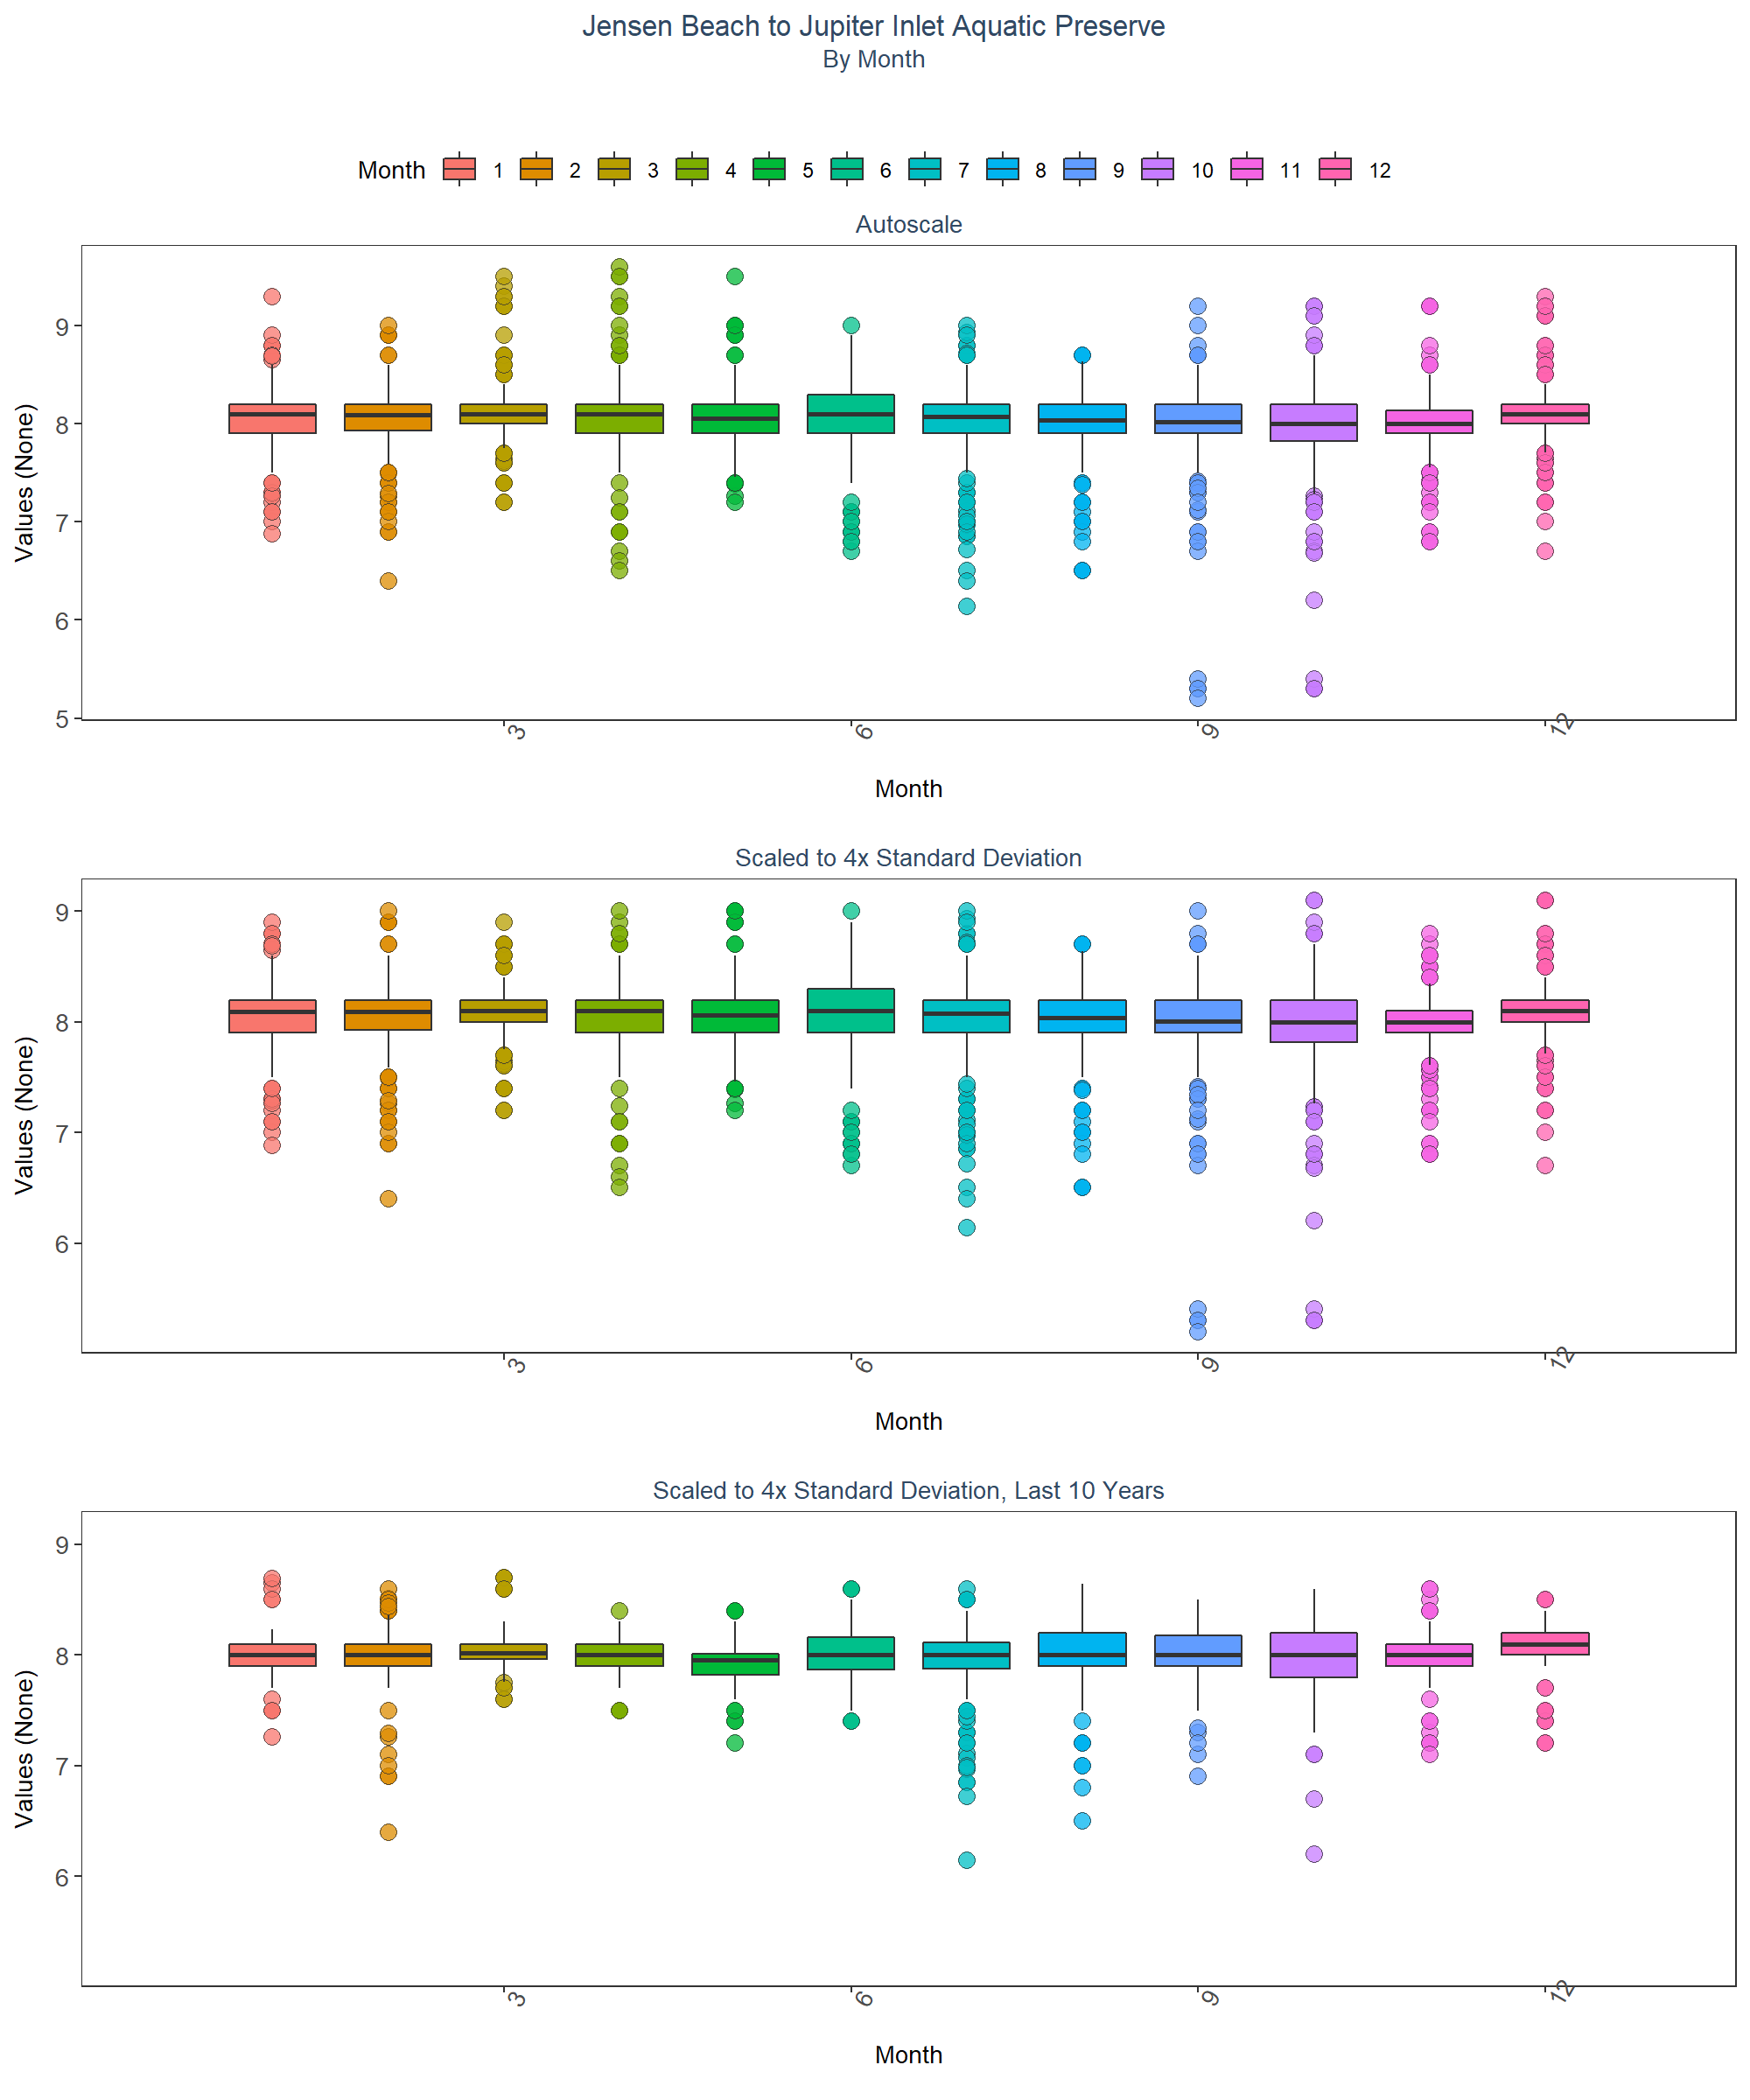 Jensen Beach to Jupiter Inlet Aquatic Preserve
By Month
Month 1 2 3 4 5 6 7 8 9 10 11 12
Autoscale
Values (None)
9
8
7
6
5
3 6 9 12
Month
Scaled to 4x Standard Deviation
Values (None)
9
8
7
6
3 6 9 12
Month
Scaled to 4x Standard Deviation, Last 10 Years
Values (None)
9
8
7
6
3 6 9 12
Month